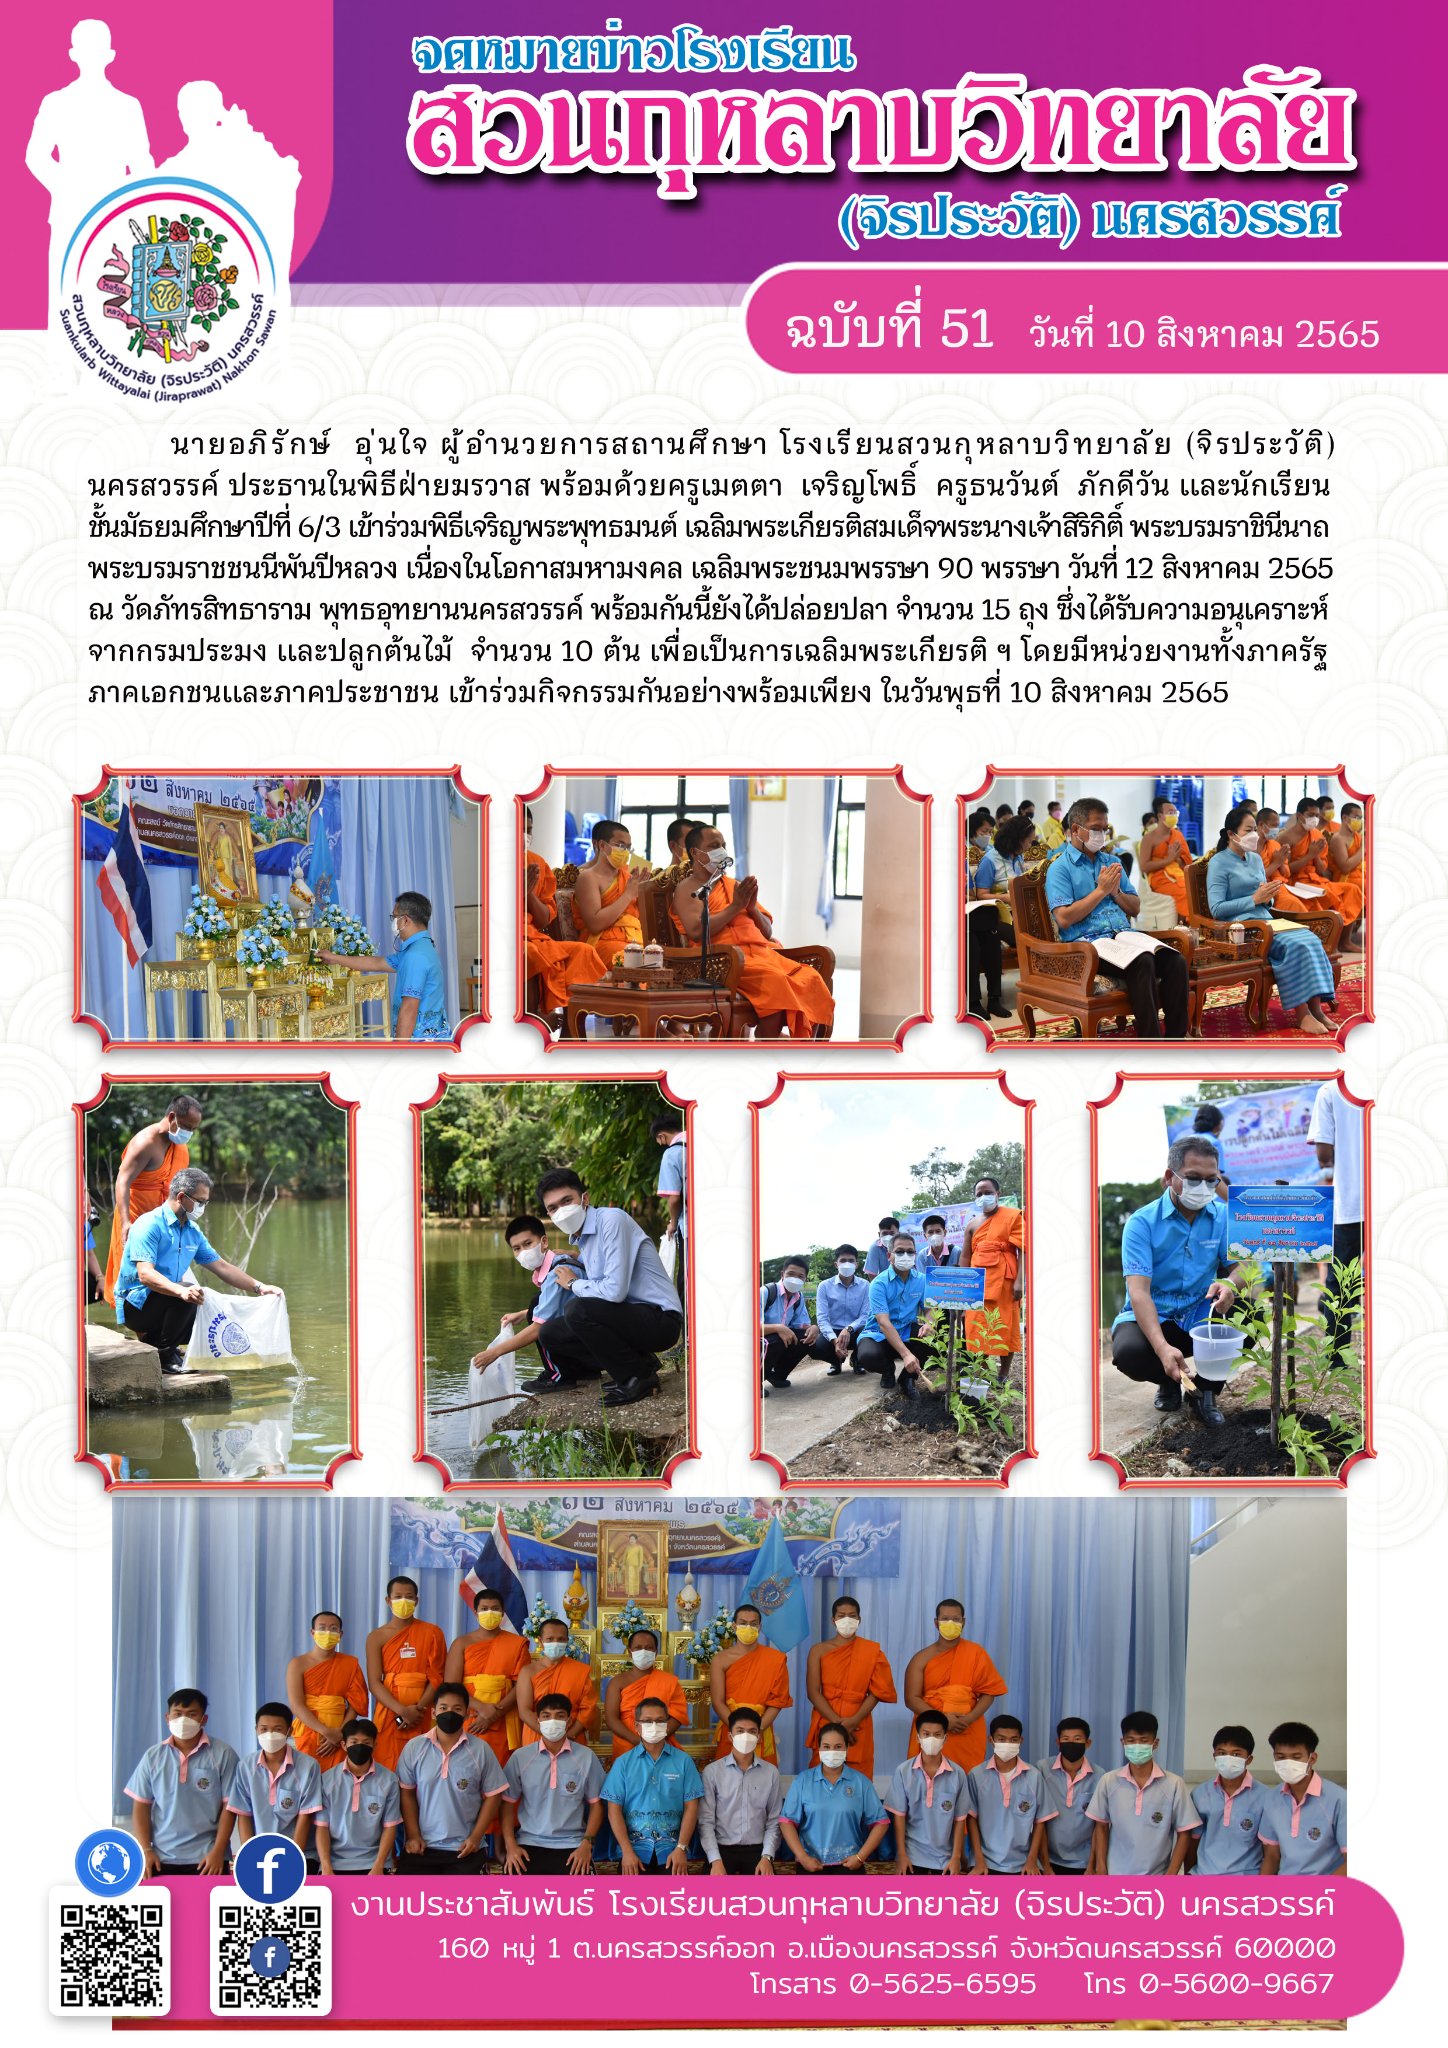 จดหมายข่าวโรงเรียน
สวนกุหลาบวิทยาลัย
(จิรประวัติ) นครสวรรค์
โรงเรียน
หลวง
สวนกุหลาบวิทยาลัย (จิรประวัติ) นครสวรรค์
Suankularb Wittayalai (Jiraprawat) Nakhon Sawan
ฉบับที่ 51 วันที่ 10 สิงหาคม 2565
นายอภิรักษ์ อุ่นใจ ผู้อำนวยการสถานศึกษา โรงเรียนสวนกุหลาบวิทยาลัย (จิรประวัติ)
นครสวรรค์ ประธานในพิธีฝ่ายฆรวาส พร้อมด้วยครูเมตตา เจริญโพธิ์ ครูธนวันต์ ภักดีวัน และนักเรียน
ชั้นมัธยมศึกษาปีที่ 6/3 เข้าร่วมพิธีเจริญพระพุทธมนต์ เฉลิมพระเกียรติสมเด็จพระนางเจ้าสิริกิติ์ พระบรมราชินีนาถ
พระบรมราชชนนีพันปีหลวง เนื่องในโอกาสมหามงคล เฉลิมพระชนมพรรษา 90 พรรษา วันที่ 12 สิงหาคม 2565
ณ วัดภัทรสิทธาราม พุทธอุทยานนครสวรรค์ พร้อมกันนี้ยังได้ปล่อยปลา จำนวน 15 ถุง ซึ่งได้รับความอนุเคราะห์
จากกรมประมง และปลูกต้นไม้ จำนวน 10 ต้น เพื่อเป็นการเฉลิมพระเกียรติ ฯ โดยมีหน่วยงานทั้งภาครัฐ
ภาคเอกชนและภาคประชาชน เข้าร่วมกิจกรรมกันอย่างพร้อมเพียง ในวันพุธที่ 10 สิงหาคม 2565
๑๒ สิงหาคม ๒๕๖๕
กรมประมง
๑๒ สิงหาคม ๒๕๖๕
งานประชาสัมพันธ์ โรงเรียนสวนกุหลาบวิทยาลัย (จิรประวัติ) นครสวรรค์
160 หมู่ 1 ต.นครสวรรค์ออก อ.เมืองนครสวรรค์ จังหวัดนครสวรรค์ 60000
โทรสาร 0-5625-6595 โทร 0-5600-9667